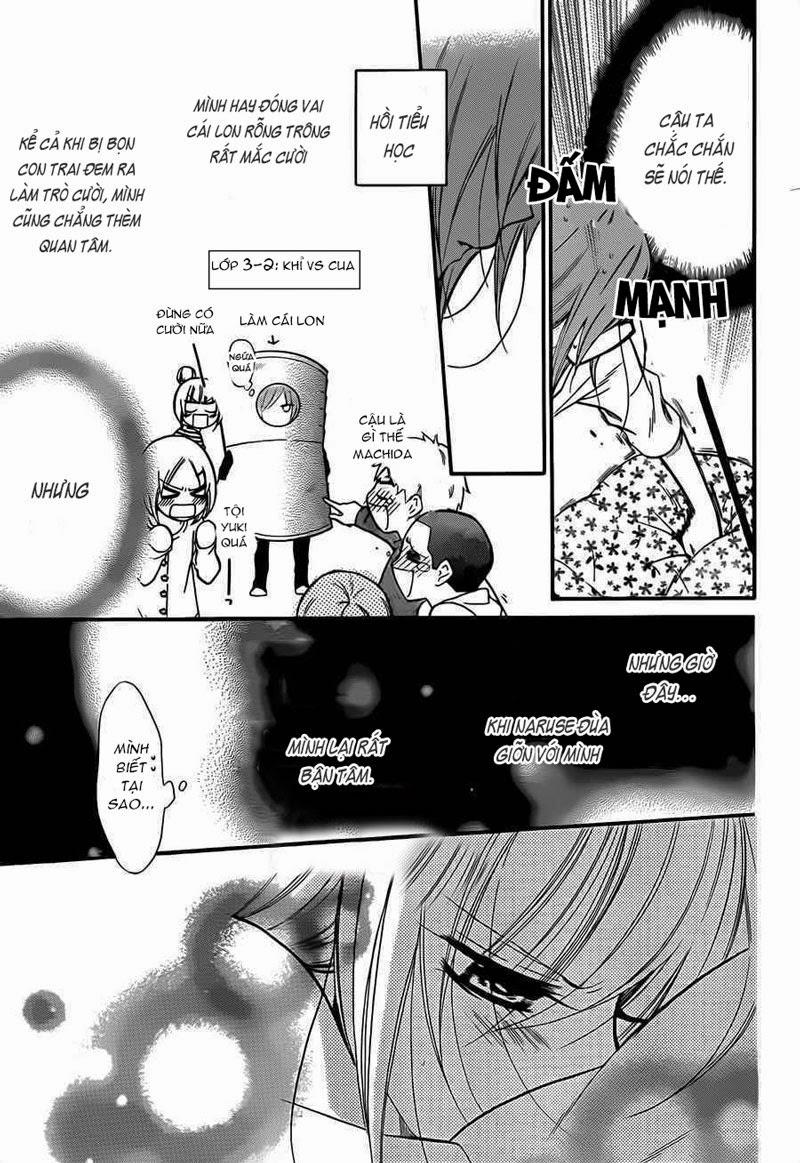 CẬU TA
CHẮC CHẮN
SẼ NÓI THẾ.
ĐẤM
MẠNH
HỒI TIỂU
HỌC
MÌNH HAY ĐÓNG VAI
CÁI LON RỖNG TRÔNG
RẤT MẮC CƯỜI
KỂ CẢ KHI BỊ BỌN
CON TRAI ĐEM RA
LÀM TRÒ CƯỜI, MÌNH
CŨNG CHẲNG THÈM
QUAN TÂM.
LỚP 3-2: KHỈ VS CUA
LÀM CÁI LON
ĐỪNG CÓ
CƯỜI NỮA
NGỨA
QUÁ
CẬU LÀ
GÌ THẾ
MACHIDA
TỘI
YUKI
QUÁ
NHƯNG
NHƯNG GIỜ
ĐÂY...
KHI NARUSE ĐÙA
GIỠN VỚI MÌNH
MÌNH LẠI RẤT
BẬN TÂM.
MÌNH
BIẾT
TẠI
SAO...